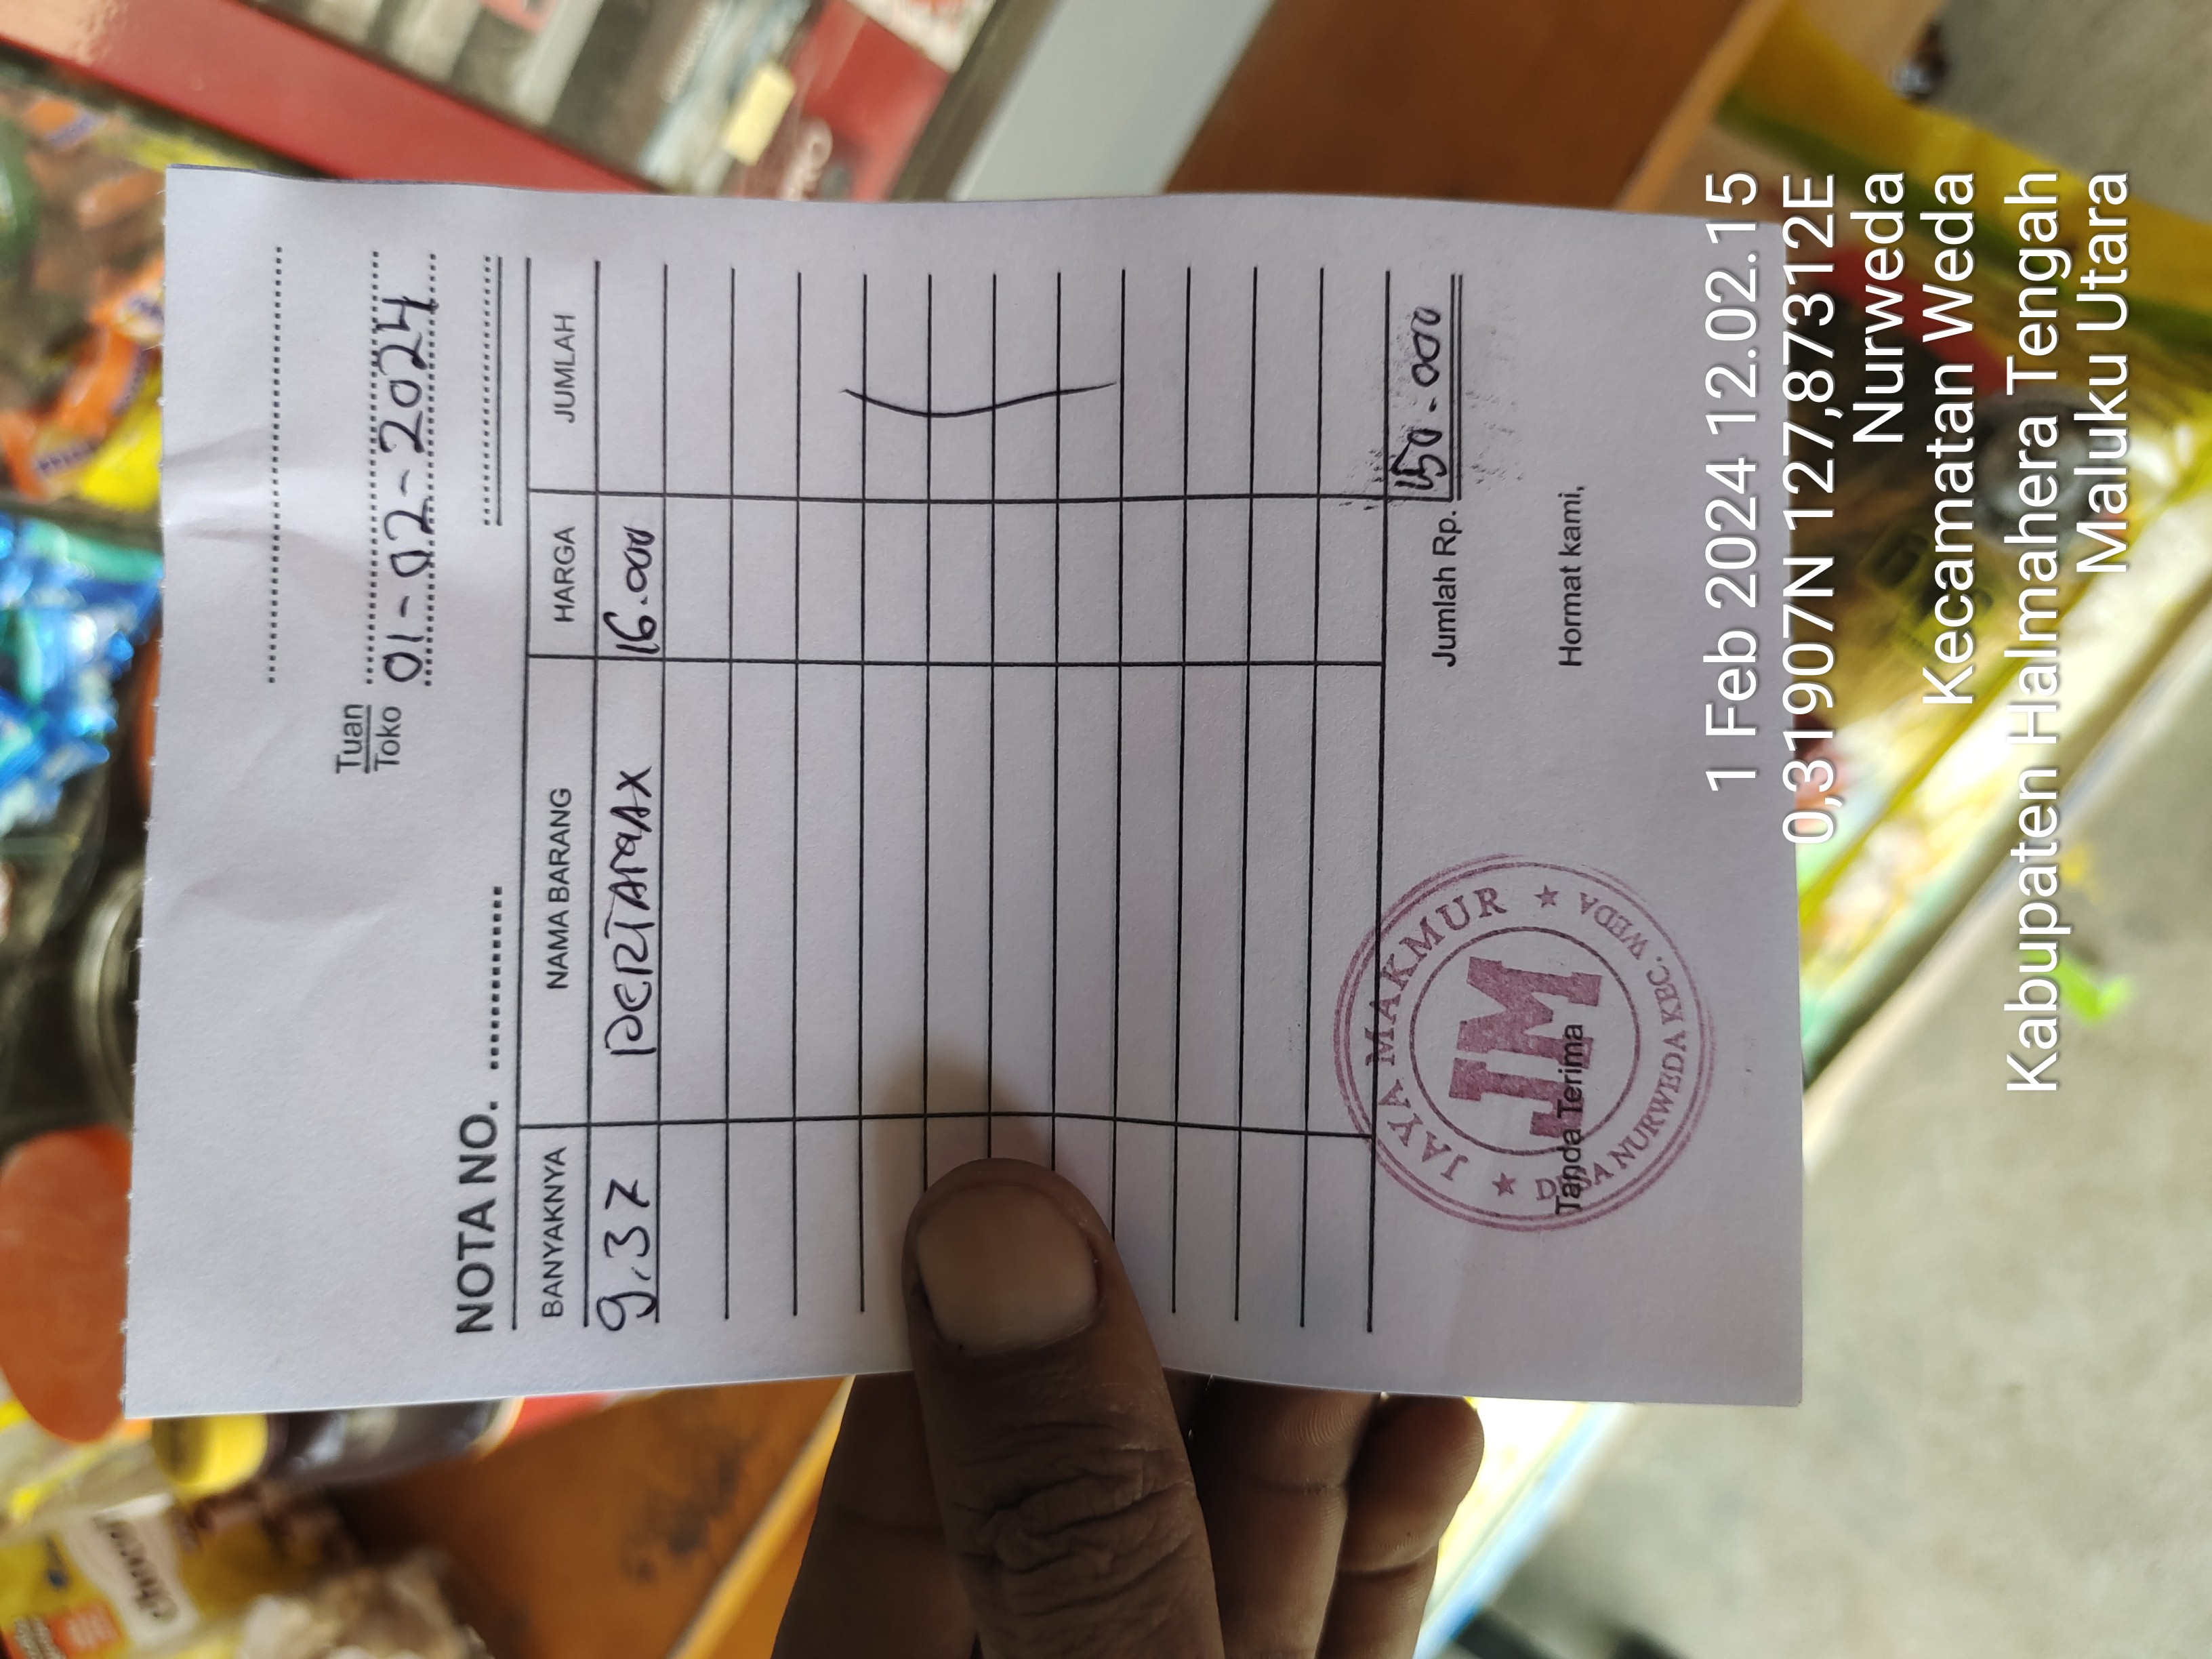 Tuan
Toko 01-02-2024
NOTA NO. ............
BANYAKNYA NAMA BARANG HARGA JUMLAH
9,37 PERTAMAX 16.000
Jumlah Rp. 150.000
Tanda Terima Hormat kami,
JAYA MAKMUR
JM
DESA NURWEDA KEC. WEDA
1 Feb 2024 12.02.15
0,31907N 127,87312E
Nurweda
Kecamatan Weda
Kabupaten Halmahera Tengah
Maluku Utara